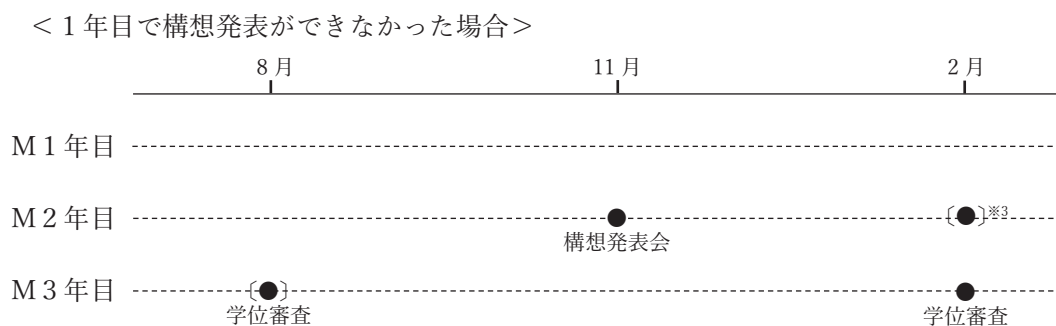 <1年目で構想発表ができなかった場合>
8月 11月 2月
M1年目
M2年目 〔●〕※3
構想発表会
M3年目 〔●〕
学位審査 学位審査